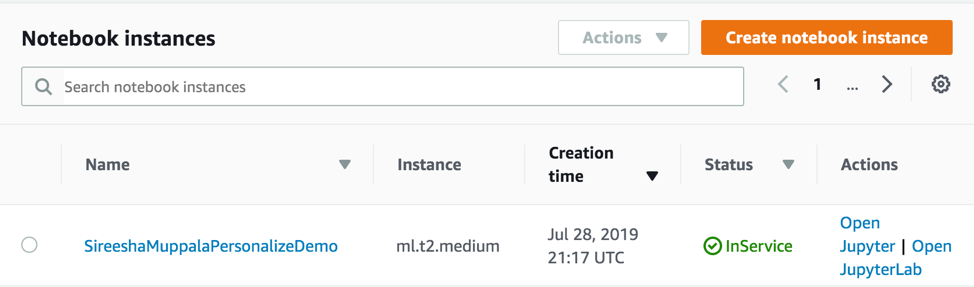 Notebook instances
Actions
Create notebook instance
Search notebook instances
1
...
Name
Instance
Creation
time
Status
Actions
SireeshaMuppalaPersonalizeDemo
ml.t2.medium
Jul 28, 2019
21:17 UTC
InService
Open
Jupyter | Open
JupyterLab